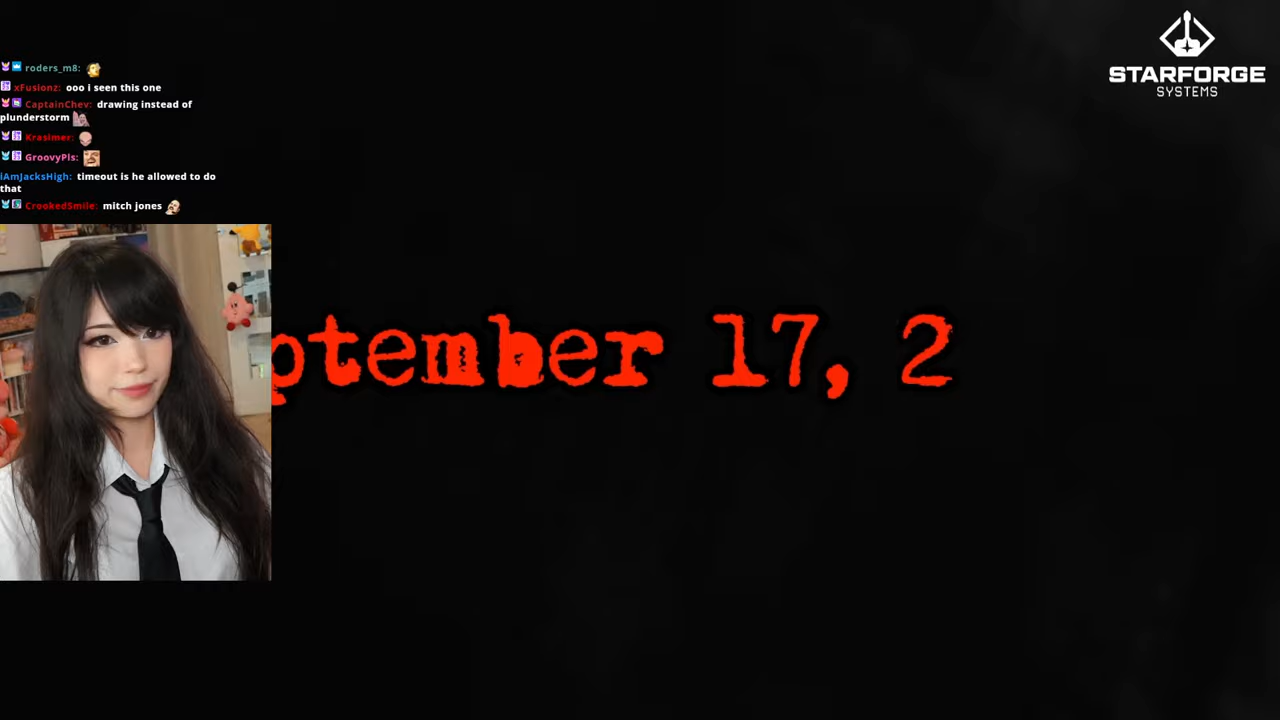 STARFORGE
SYSTEMS
roders_m8:
xFusionz: ooo i seen this one
CaptainChev: drawing instead of
plunderstorm
Krasimer:
GroovyPls:
iAmJacksHigh: timeout is he allowed to do
that
CrookedSmile: mitch jones
ptember 17, 2